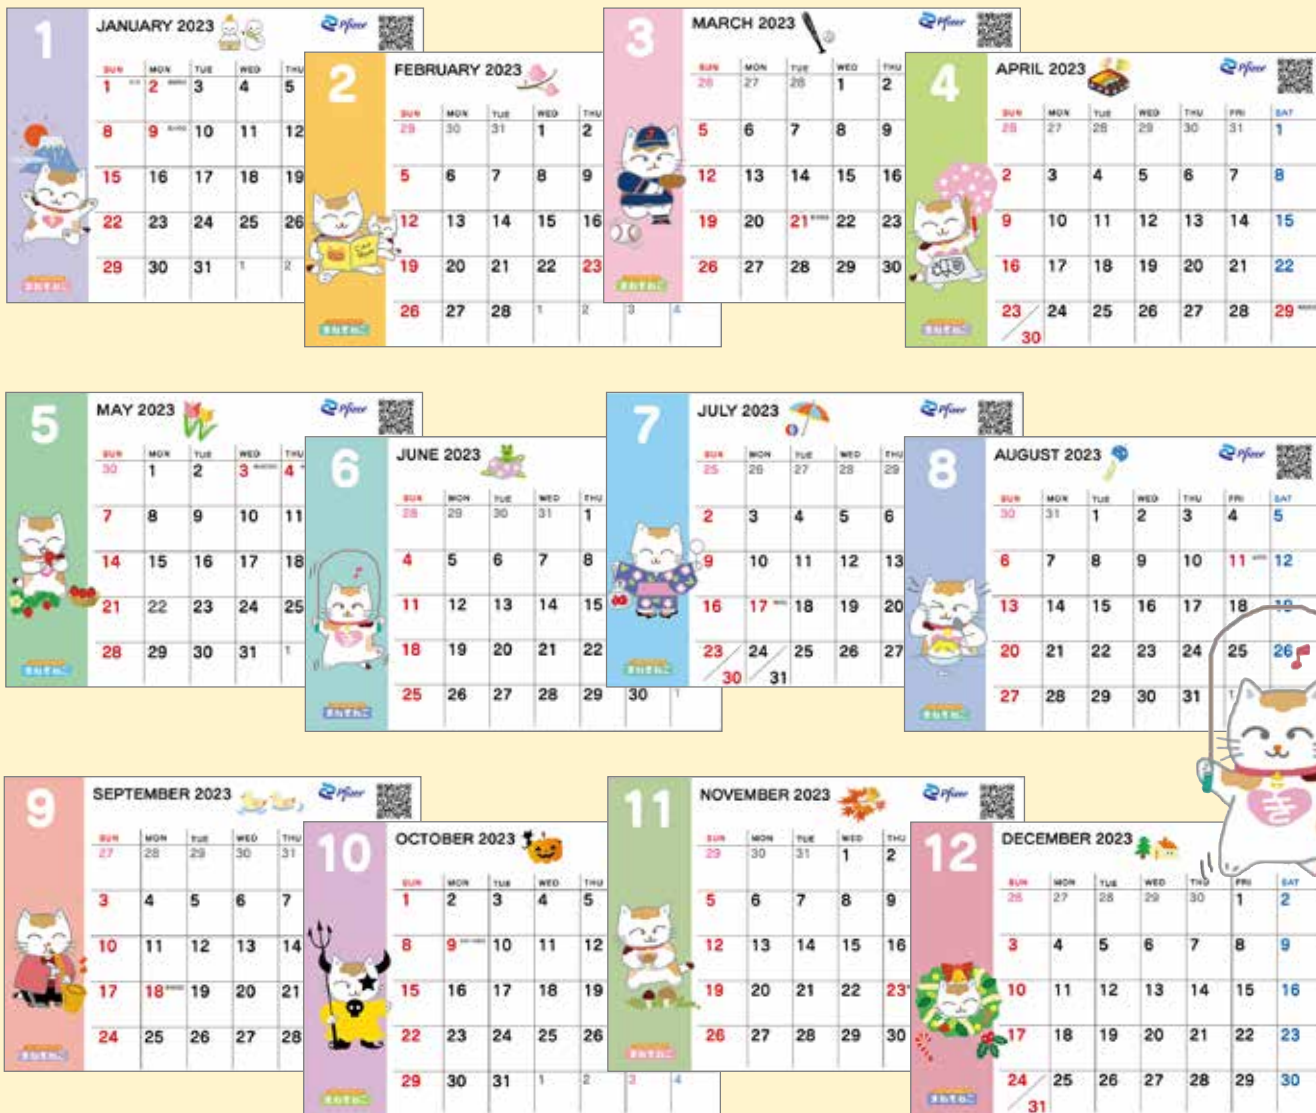 1
JANUARY 2023
Pfizer
SUN MON TUE WED THU
1 2 3 4 5
8 9 10 11 12
15 16 17 18 19
22 23 24 25 26
29 30 31 1 2
2
FEBRUARY 2023
SUN MON TUE WED THU
29 30 31 1 2
5 6 7 8 9
12 13 14 15 16
19 20 21 22 23
26 27 28 1 2 3 4
3
MARCH 2023
Pfizer
SUN MON TUE WED THU
26 27 28 1 2
5 6 7 8 9
12 13 14 15 16
19 20 21 22 23
26 27 28 29 30
4
APRIL 2023
Pfizer
SUN MON TUE WED THU FRI SAT
26 27 28 29 30 31 1
2 3 4 5 6 7 8
9 10 11 12 13 14 15
16 17 18 19 20 21 22
23 24 25 26 27 28 29
30
5
MAY 2023
Pfizer
SUN MON TUE WED THU
30 1 2 3 4
7 8 9 10 11
14 15 16 17 18
21 22 23 24 25
28 29 30 31 1
6
JUNE 2023
SUN MON TUE WED THU
28 29 30 31 1
4 5 6 7 8
11 12 13 14 15
18 19 20 21 22
25 26 27 28 29 30 1
き
7
JULY 2023
Pfizer
SUN MON TUE WED THU
25 26 27 28 29
2 3 4 5 6
9 10 11 12 13
16 17 18 19 20
23 24 25 26 27
30 31
8
AUGUST 2023
Pfizer
SUN MON TUE WED THU FRI SAT
30 31 1 2 3 4 5
6 7 8 9 10 11 12
13 14 15 16 17 18 19
20 21 22 23 24 25 26
27 28 29 30 31 1
き
9
SEPTEMBER 2023
Pfizer
SUN MON TUE WED THU
27 28 29 30 31
3 4 5 6 7
10 11 12 13 14
17 18 19 20 21
24 25 26 27 28
10
OCTOBER 2023
SUN MON TUE WED THU
1 2 3 4 5
8 9 10 11 12
15 16 17 18 19
22 23 24 25 26
29 30 31 1 2 3 4
11
NOVEMBER 2023
Pfizer
SUN MON TUE WED THU
29 30 31 1 2
5 6 7 8 9
12 13 14 15 16
19 20 21 22 23
26 27 28 29 30
12
DECEMBER 2023
SUN MON TUE WED THU FRI SAT
26 27 28 29 30 1 2
3 4 5 6 7 8 9
10 11 12 13 14 15 16
17 18 19 20 21 22 23
24 25 26 27 28 29 30
31